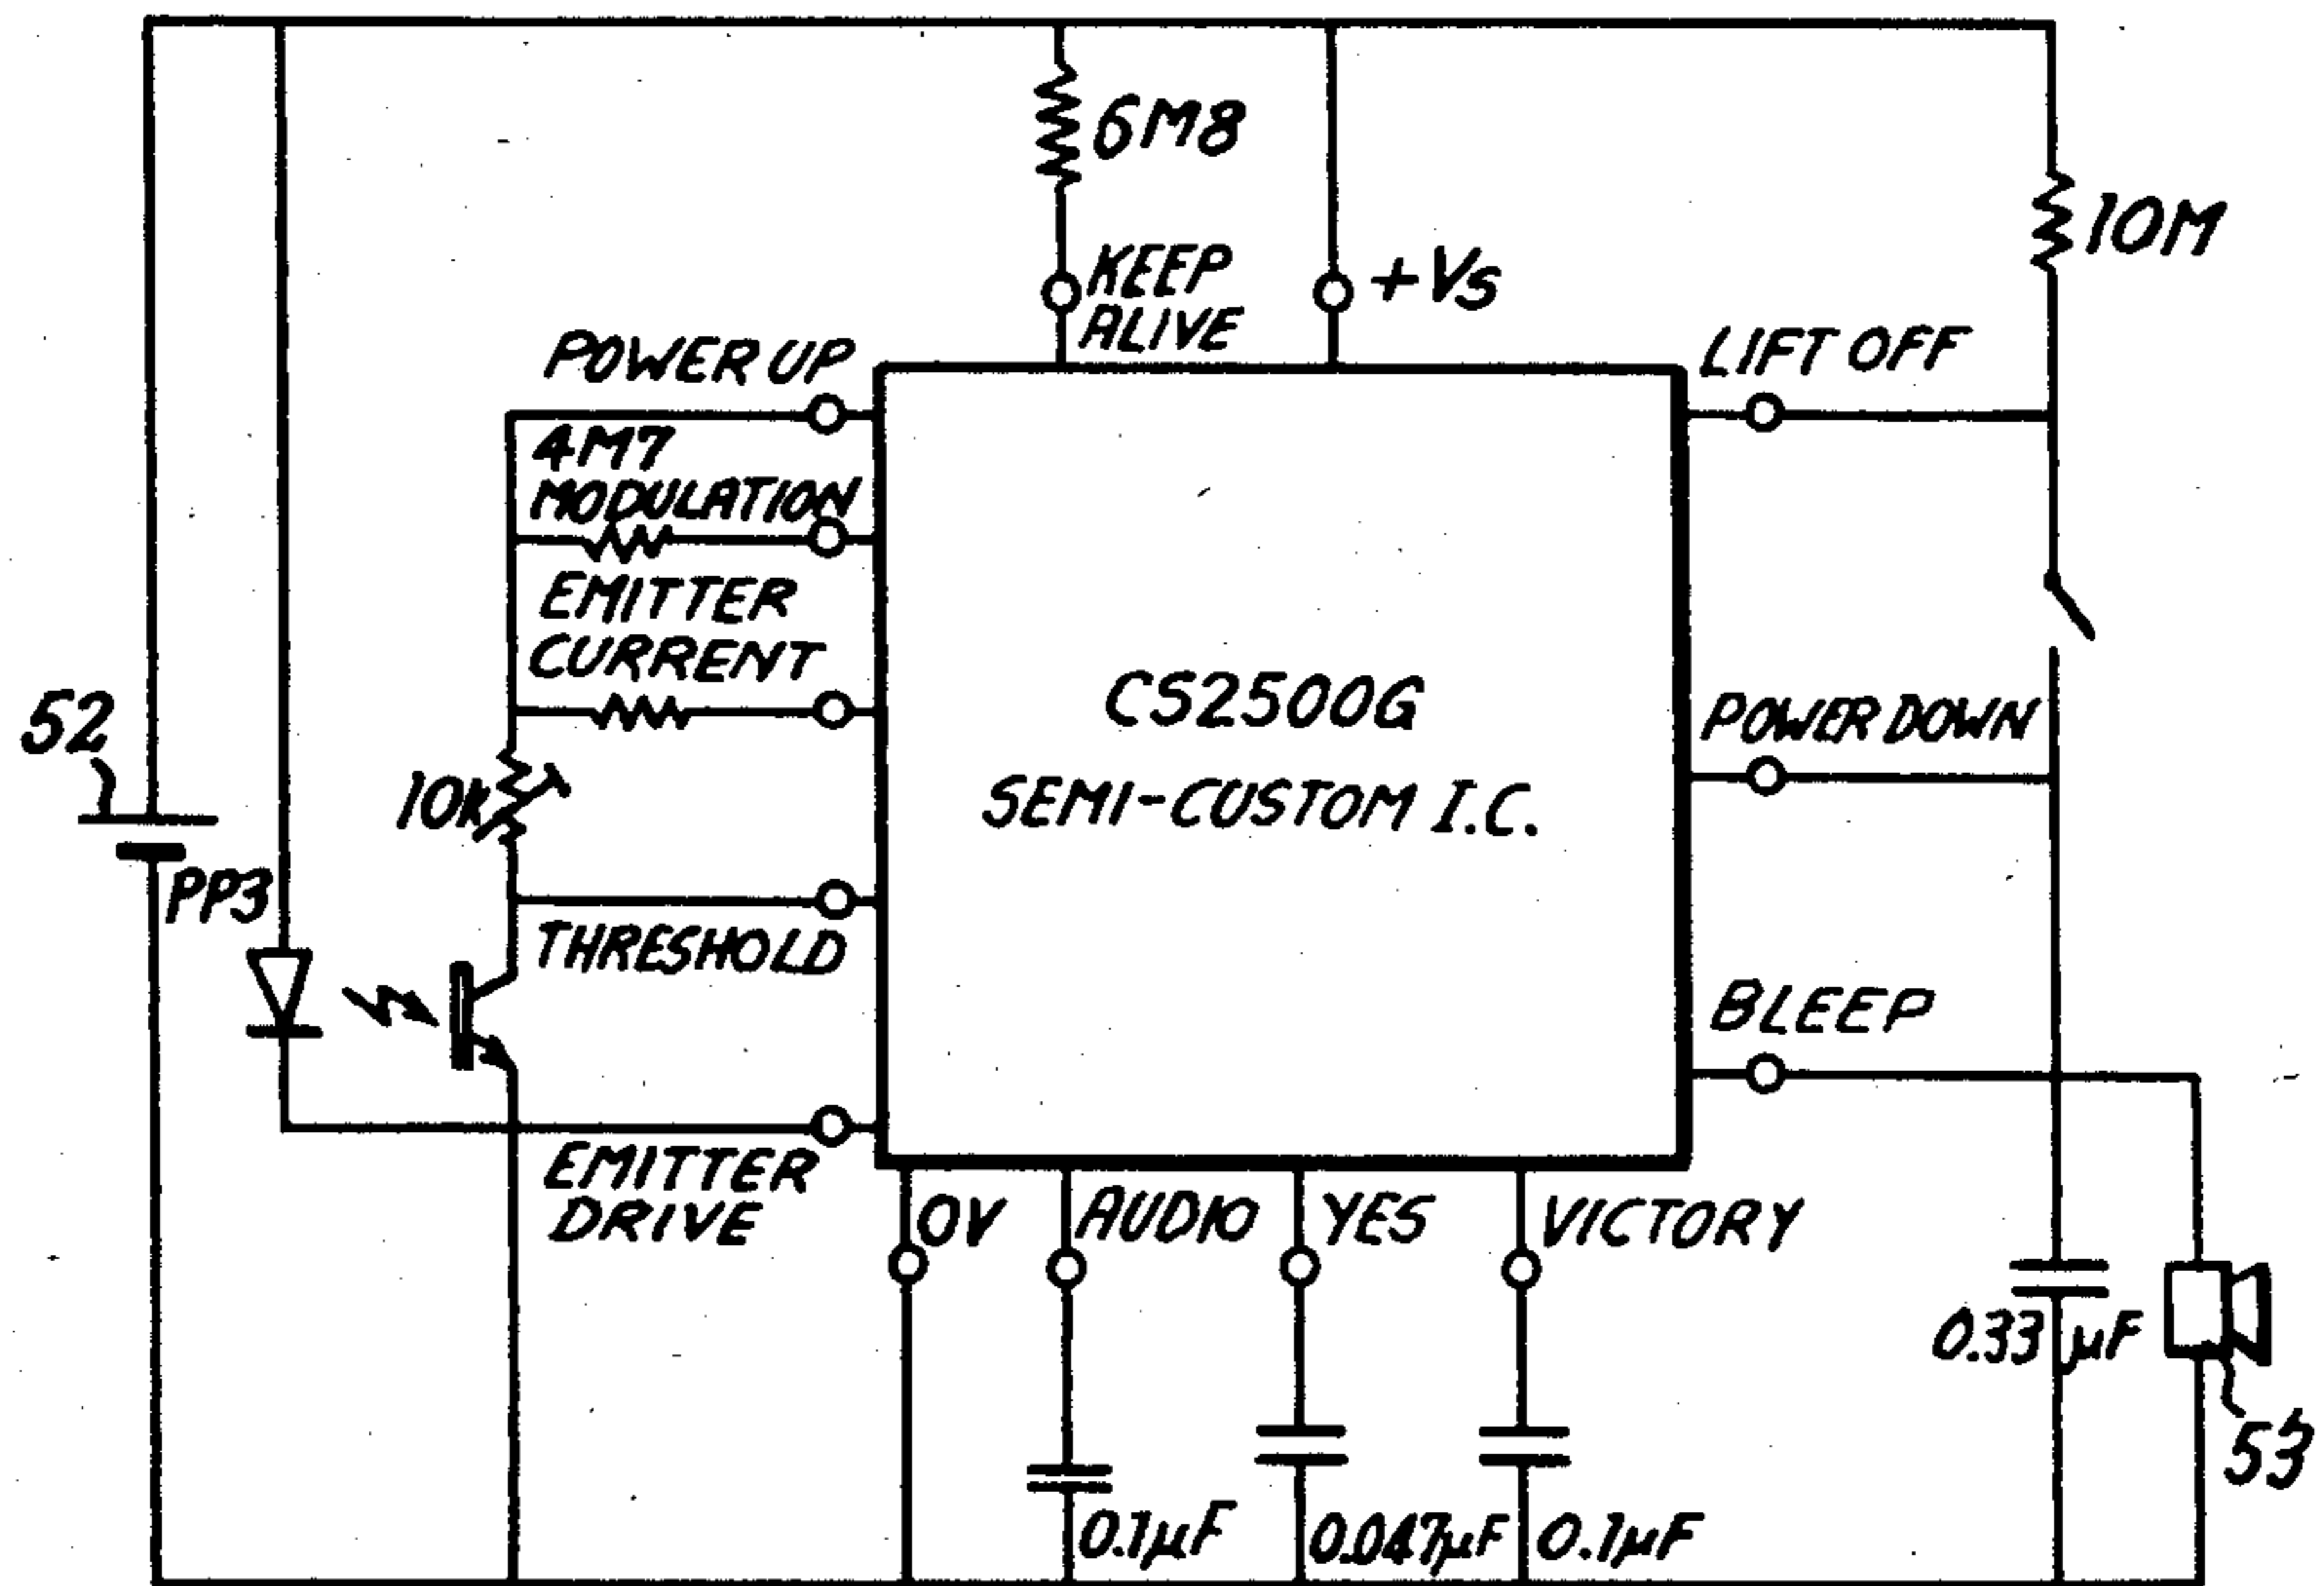 6M8
10M
KEEP
ALIVE
+Vs
POWER UP
LIFT OFF
4M7
MODULATION
EMITTER
CURRENT
52
10K
CS2500G
SEMI-CUSTOM I.C.
POWER DOWN
PP3
THRESHOLD
BLEEP
EMITTER
DRIVE
0V
AUDIO
YES
VICTORY
0.33 µF
53
0.1µF
0.047µF
0.1µF